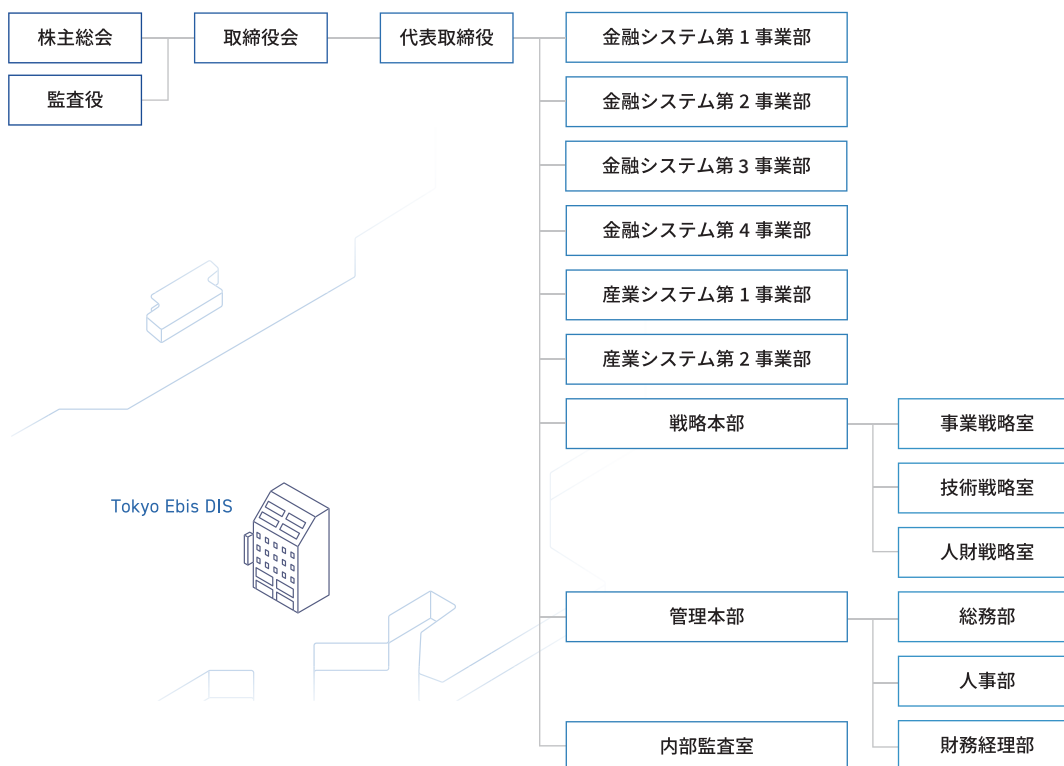 株主総会
取締役会
代表取締役
監査役
金融システム第 1 事業部
金融システム第 2 事業部
金融システム第 3 事業部
金融システム第 4 事業部
産業システム第 1 事業部
産業システム第 2 事業部
戦略本部
事業戦略室
技術戦略室
人財戦略室
管理本部
総務部
人事部
財務経理部
内部監査室
Tokyo Ebis DIS